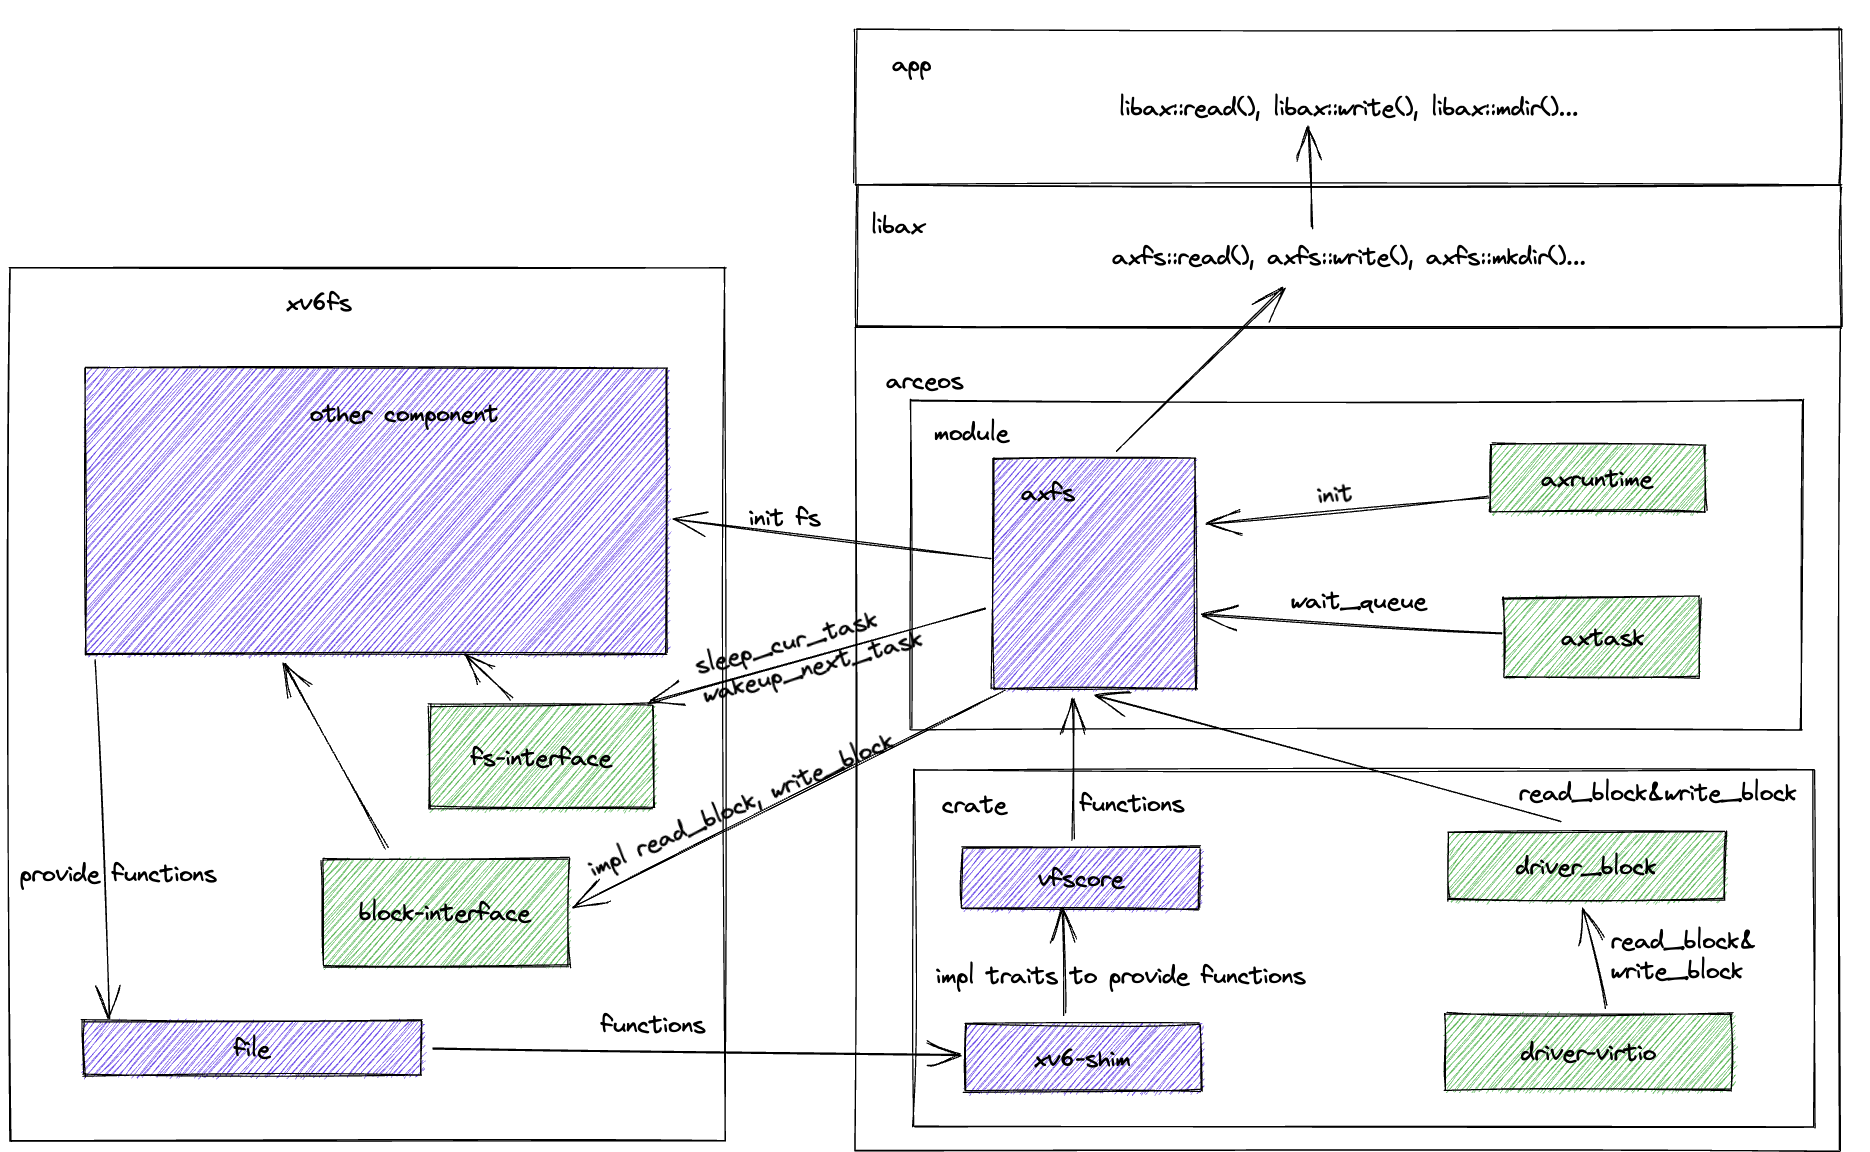 app
libax::read(), libax::write(), libax::mdir()...
libax
axfs::read(), axfs::write(), axfs::mkdir()...
xv6fs
arceos
other component
module
axfs
axruntime
init
init fs
wait_queue
axtask
sleep_cur_task
wakeup_next_task
fs-interface
impl read_block, write_block
crate
functions
read_block&write_block
provide functions
block-interface
vfscore
driver_block
read_block&
write_block
impl traits to provide functions
functions
file
xv6-shim
driver-virtio